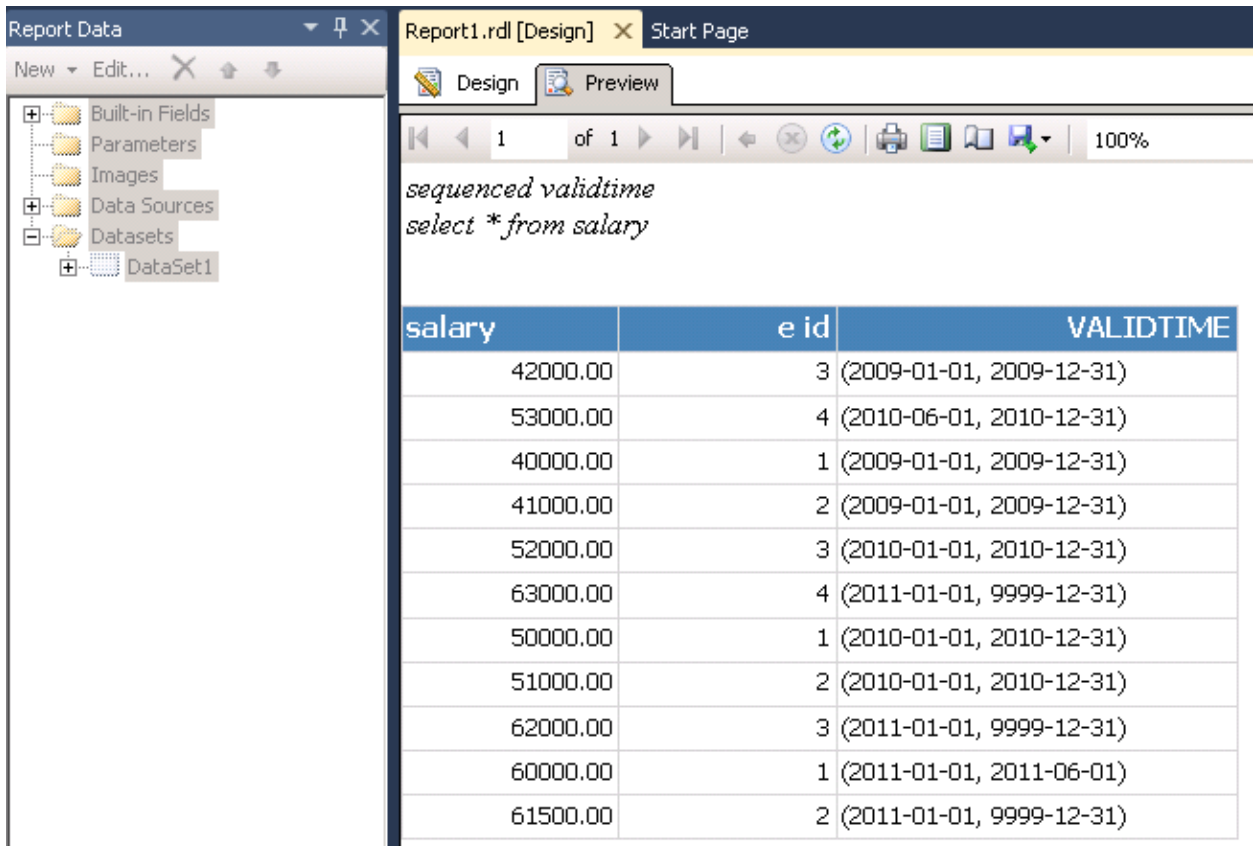 Report Data
New Edit...
Built-in Fields
Parameters
Images
Data Sources
Datasets
DataSet1
Report1.rdl [Design] Start Page
Design Preview
1 of 1 100%
sequenced validtime
select * from salary
salary e id VALIDTIME
42000.00 3 (2009-01-01, 2009-12-31)
53000.00 4 (2010-06-01, 2010-12-31)
40000.00 1 (2009-01-01, 2009-12-31)
41000.00 2 (2009-01-01, 2009-12-31)
52000.00 3 (2010-01-01, 2010-12-31)
63000.00 4 (2011-01-01, 9999-12-31)
50000.00 1 (2010-01-01, 2010-12-31)
51000.00 2 (2010-01-01, 2010-12-31)
62000.00 3 (2011-01-01, 9999-12-31)
60000.00 1 (2011-01-01, 2011-06-01)
61500.00 2 (2011-01-01, 9999-12-31)